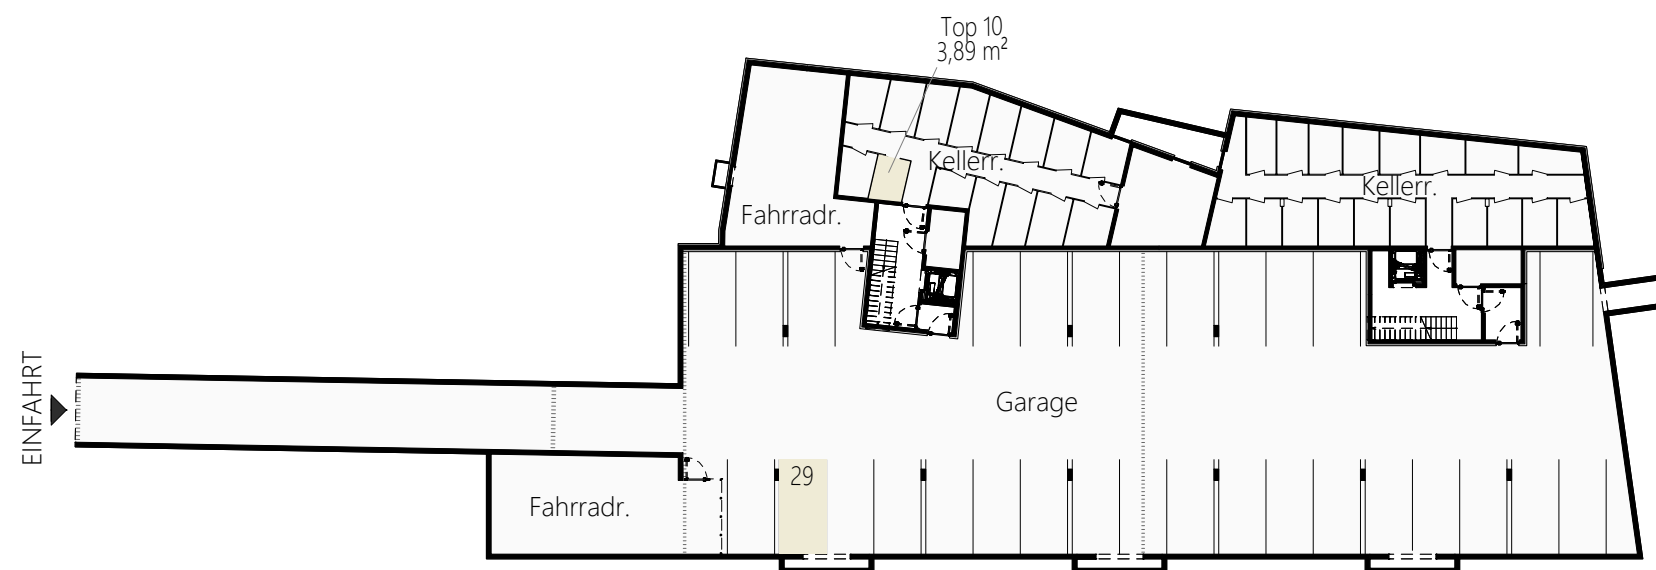 Top 10
3,89 m²
Kellerr.
Kellerr.
Fahrradr.
EINFAHRT
Garage
29
Fahrradr.